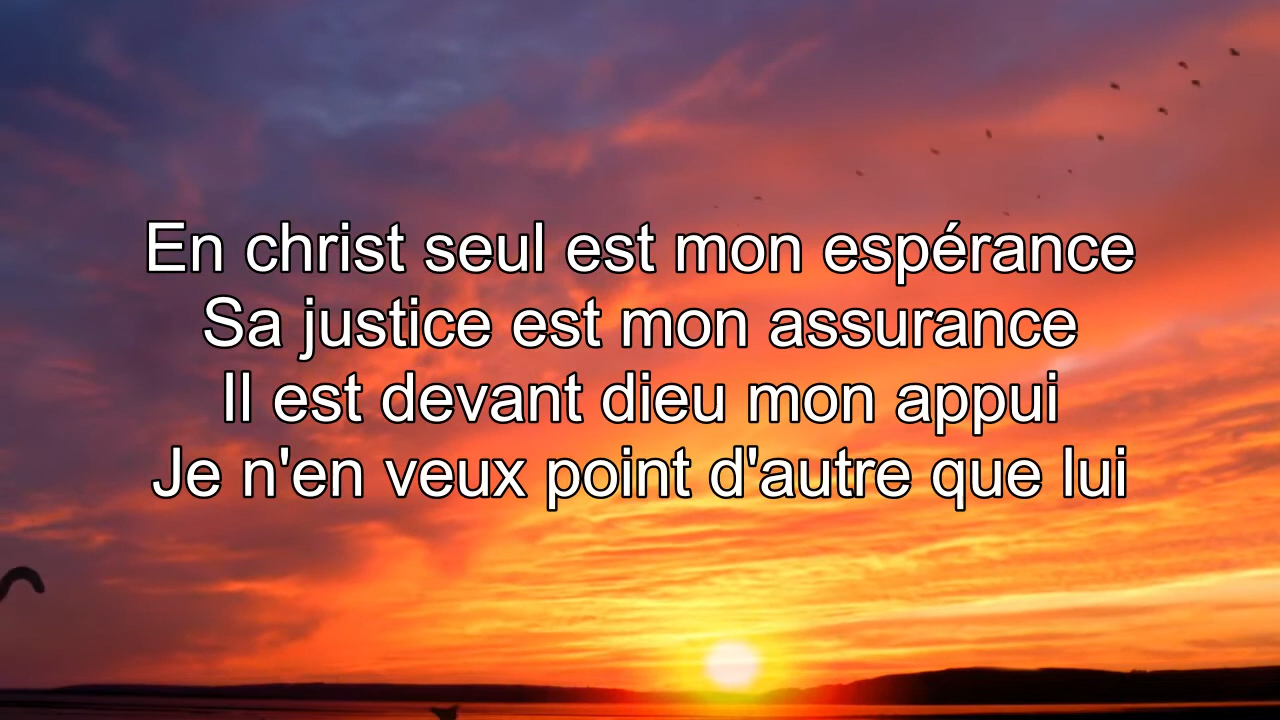 En christ seul est mon espérance
Sa justice est mon assurance
Il est devant dieu mon appui
Je n'en veux point d'autre que lui